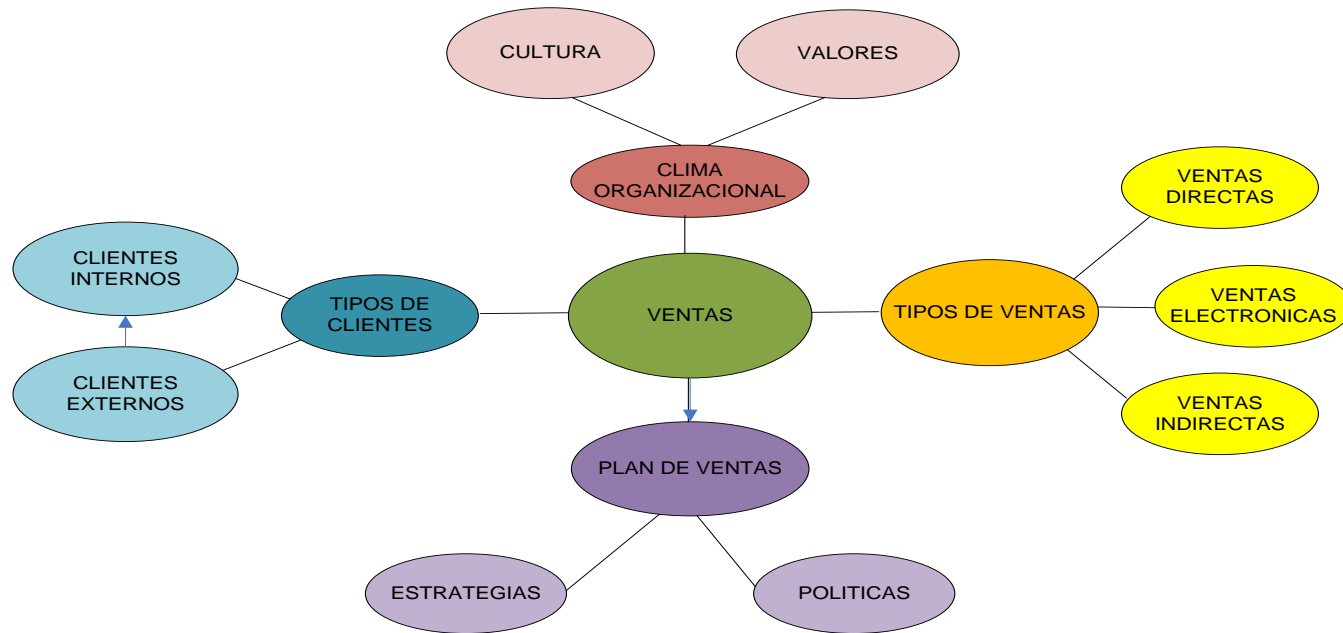 CULTURA
VALORES
CLIMA
ORGANIZACIONAL
VENTAS
DIRECTAS
CLIENTES
INTERNOS
TIPOS DE
CLIENTES
VENTAS
TIPOS DE VENTAS
VENTAS
ELECTRONICAS
CLIENTES
EXTERNOS
VENTAS
INDIRECTAS
PLAN DE VENTAS
ESTRATEGIAS
POLITICAS